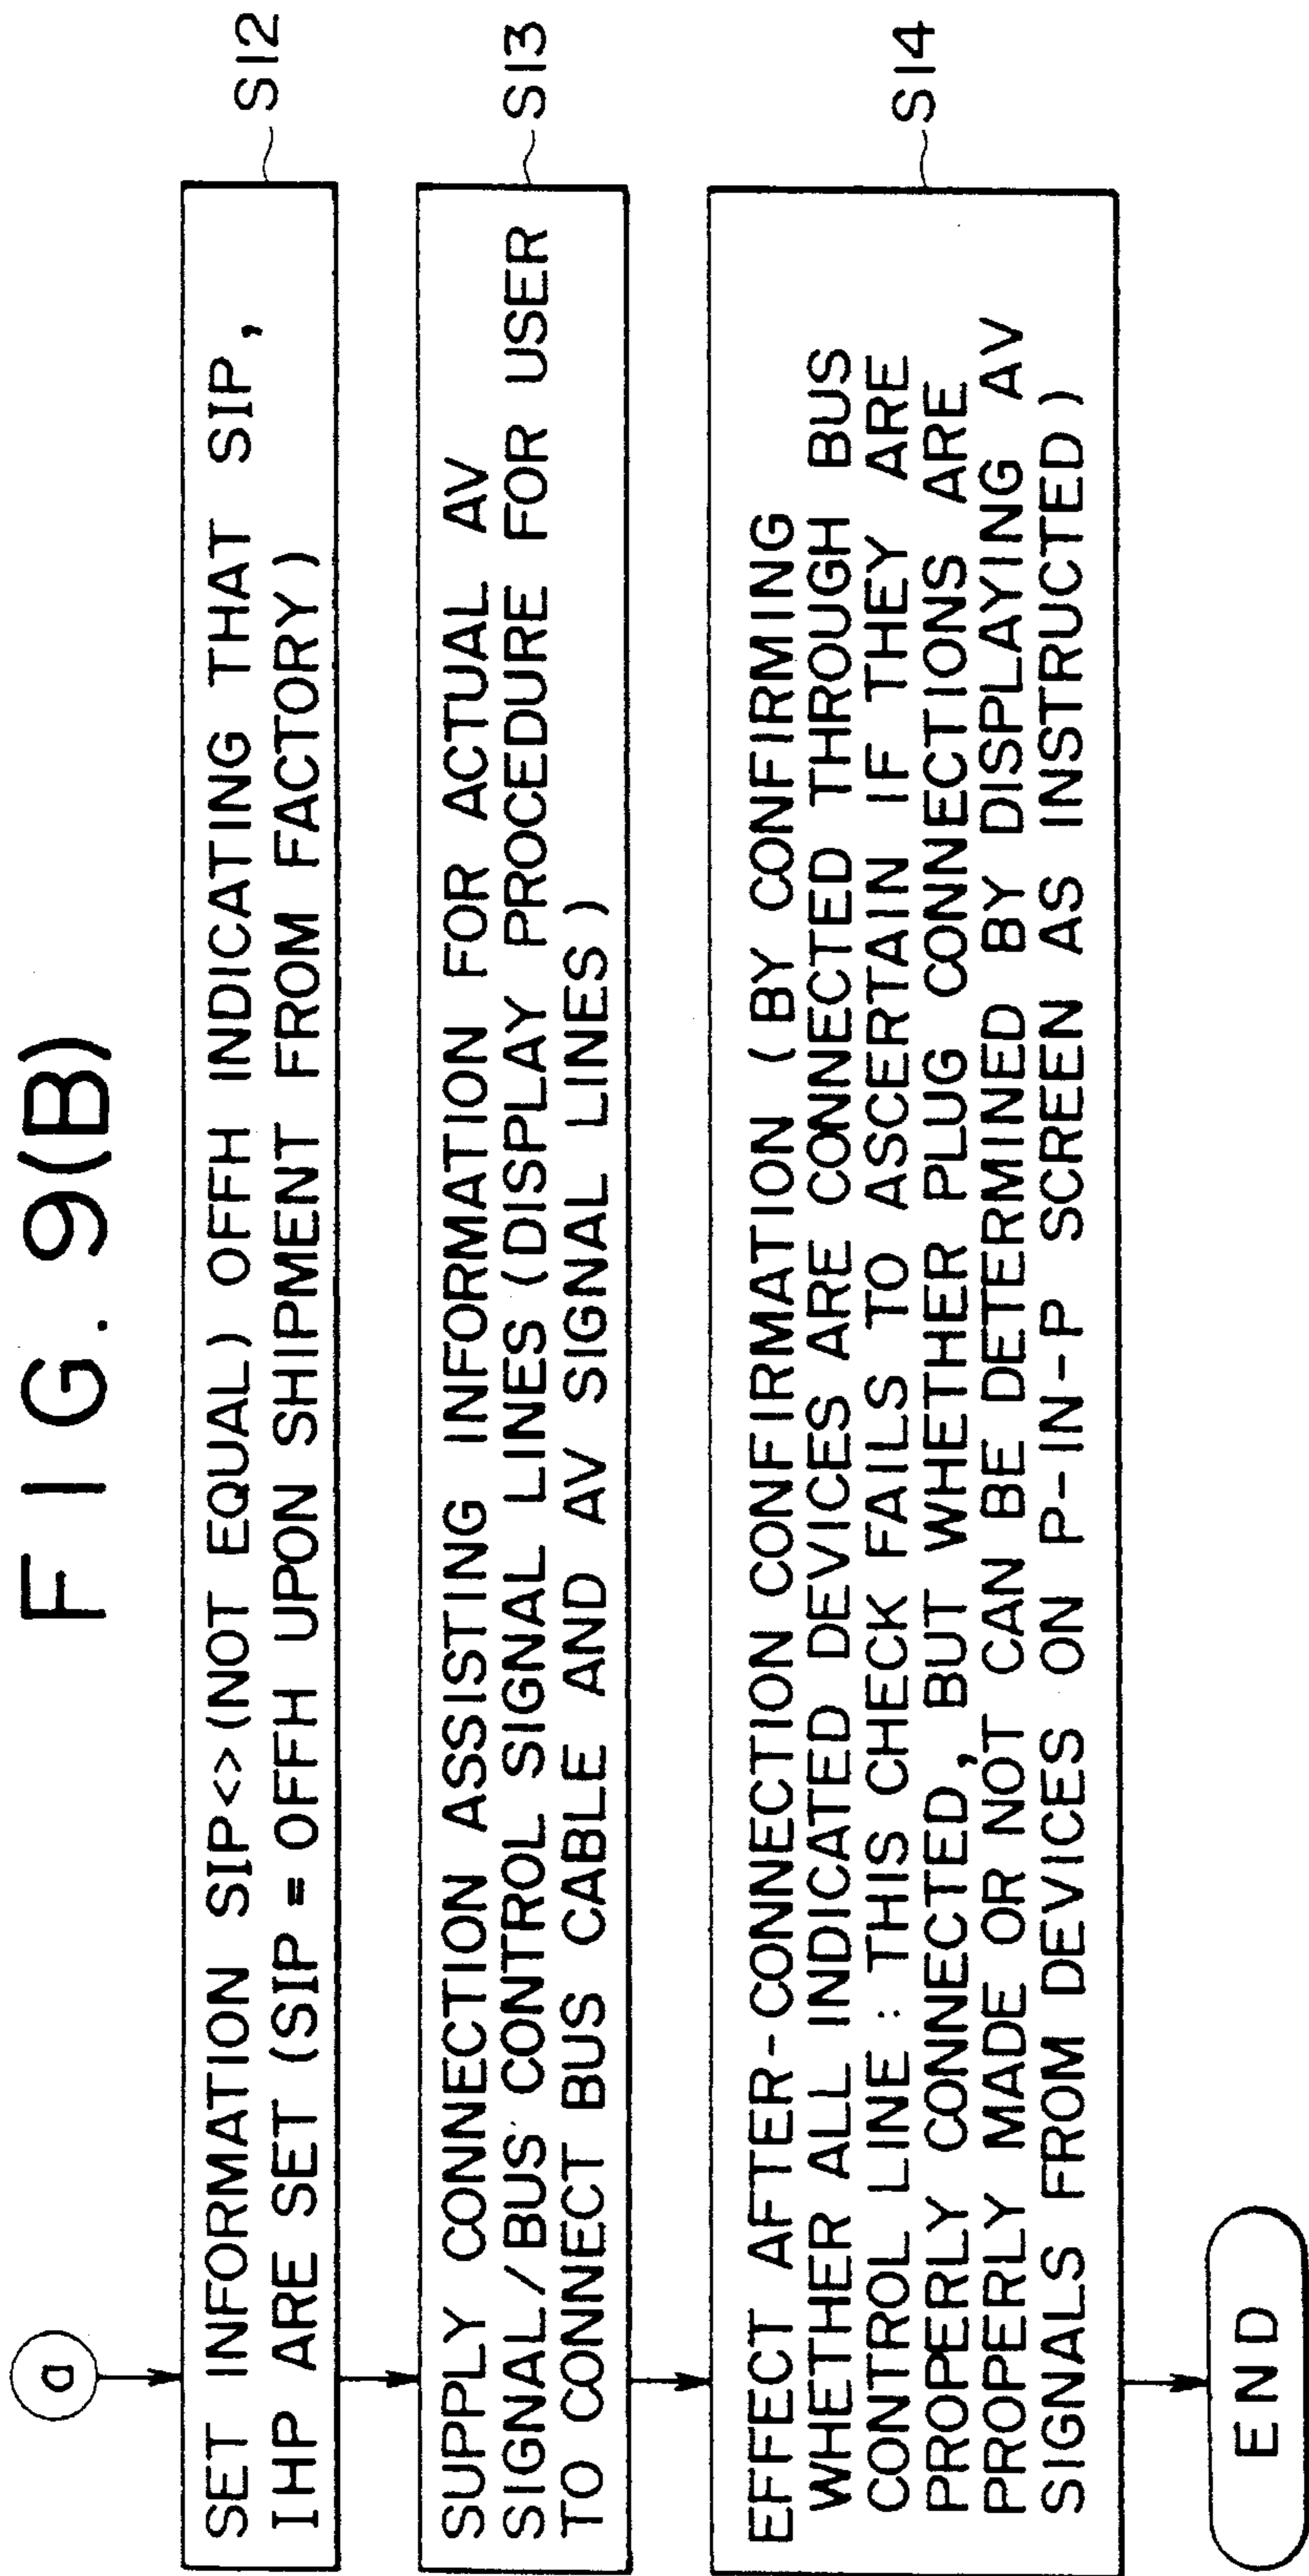 FIG. 9(B)
a
SET INFORMATION SIP<> (NOT EQUAL) OFFH INDICATING THAT SIP,
IHP ARE SET (SIP = OFFH UPON SHIPMENT FROM FACTORY)
S12
SUPPLY CONNECTION ASSISTING INFORMATION FOR ACTUAL AV
SIGNAL/BUS CONTROL SIGNAL LINES (DISPLAY PROCEDURE FOR USER
TO CONNECT BUS CABLE AND AV SIGNAL LINES)
S13
EFFECT AFTER-CONNECTION CONFIRMATION (BY CONFIRMING
WHETHER ALL INDICATED DEVICES ARE CONNECTED THROUGH BUS
CONTROL LINE : THIS CHECK FAILS TO ASCERTAIN IF THEY ARE
PROPERLY CONNECTED, BUT WHETHER PLUG CONNECTIONS ARE
PROPERLY MADE OR NOT CAN BE DETERMINED BY DISPLAYING AV
SIGNALS FROM DEVICES ON P-IN-P SCREEN AS INSTRUCTED)
S14
END